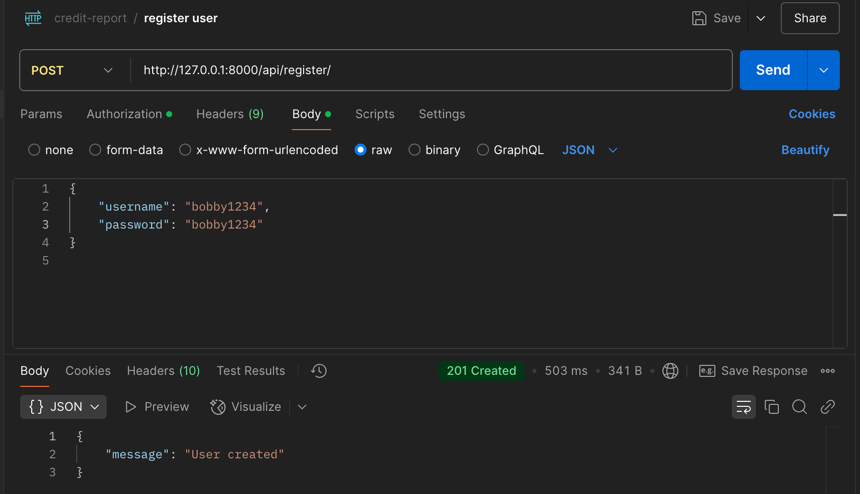 HTTP credit-report / register user Save Share
POST http://127.0.0.1:8000/api/register/ Send
Params Authorization Headers (9) Body Scripts Settings Cookies
none form-data x-www-form-urlencoded raw binary GraphQL JSON Beautify
1 {
2 "username": "bobby1234",
3 "password": "bobby1234"
4 }
5
Body Cookies Headers (10) Test Results 201 Created • 503 ms • 341 B • e.g. Save Response
{} JSON Preview Visualize
1 {
2 "message": "User created"
3 }